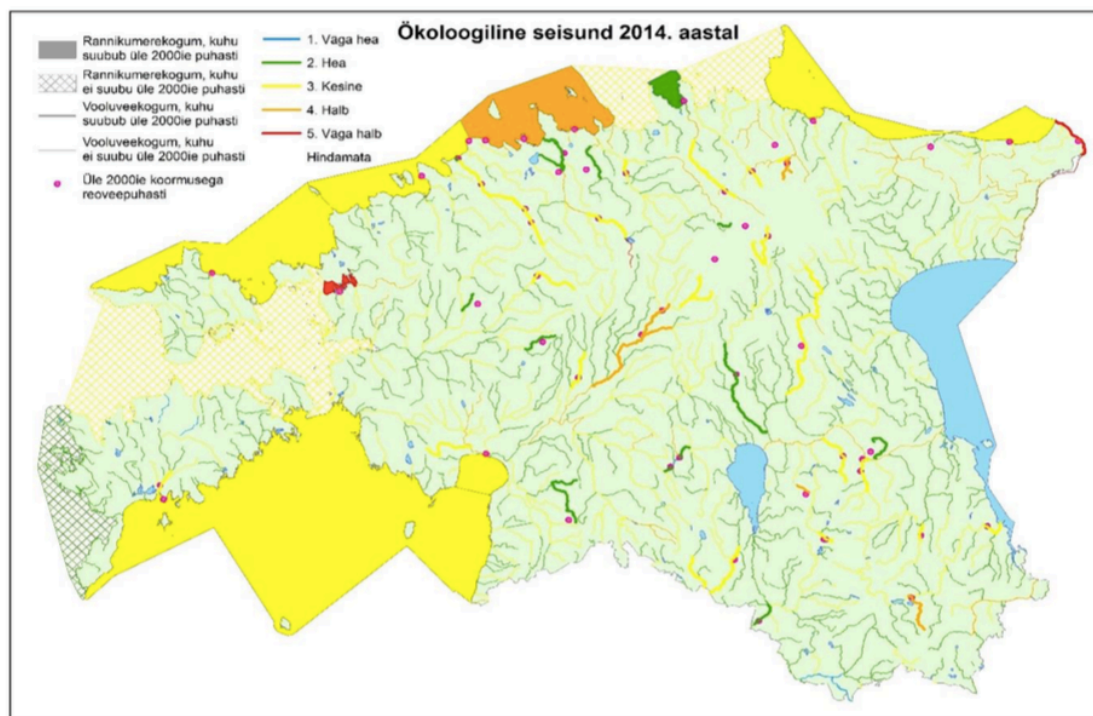 Ökoloogiline seisund 2014. aastal
Rannikumerekogum, kuhu
suubub üle 2000ie puhasti
Rannikumerekogum, kuhu
ei suubu üle 2000ie puhasti
Vooluveekogum, kuhu
suubub üle 2000ie puhasti
Vooluveekogum, kuhu
ei suubu üle 2000ie puhasti
Üle 2000ie koormusega
reoveepuhasti
1. Väga hea
2. Hea
3. Kesine
4. Halb
5. Väga halb
Hindamata